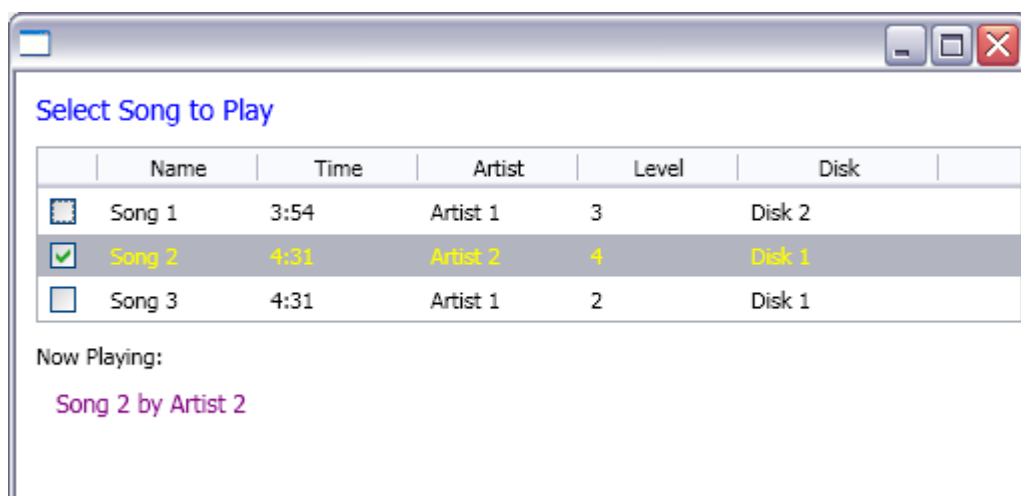 Select Song to Play
Name Time Artist Level Disk
Song 1 3:54 Artist 1 3 Disk 2
Song 2 4:31 Artist 2 4 Disk 1
Song 3 4:31 Artist 1 2 Disk 1
Now Playing:
Song 2 by Artist 2